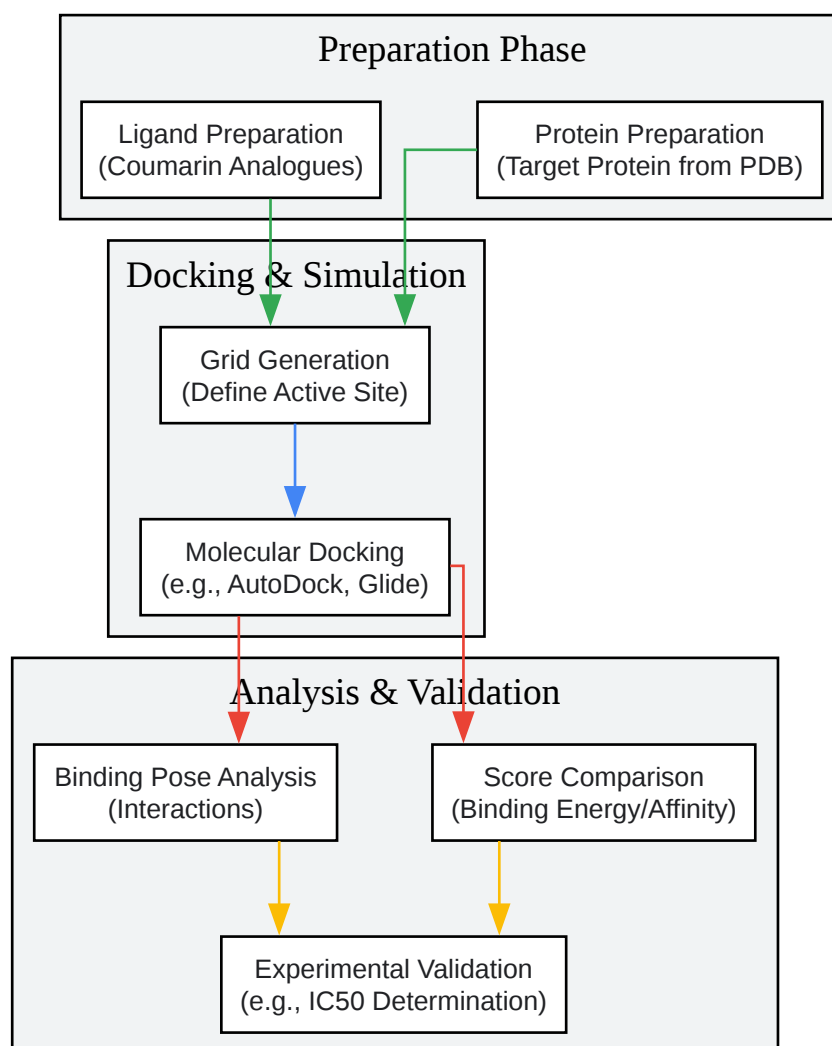 Preparation Phase
Ligand Preparation
(Coumarin Analogues)
Protein Preparation
(Target Protein from PDB)
Docking & Simulation
Grid Generation
(Define Active Site)
Molecular Docking
(e.g., AutoDock, Glide)
Analysis & Validation
Binding Pose Analysis
(Interactions)
Score Comparison
(Binding Energy/Affinity)
Experimental Validation
(e.g., IC50 Determination)